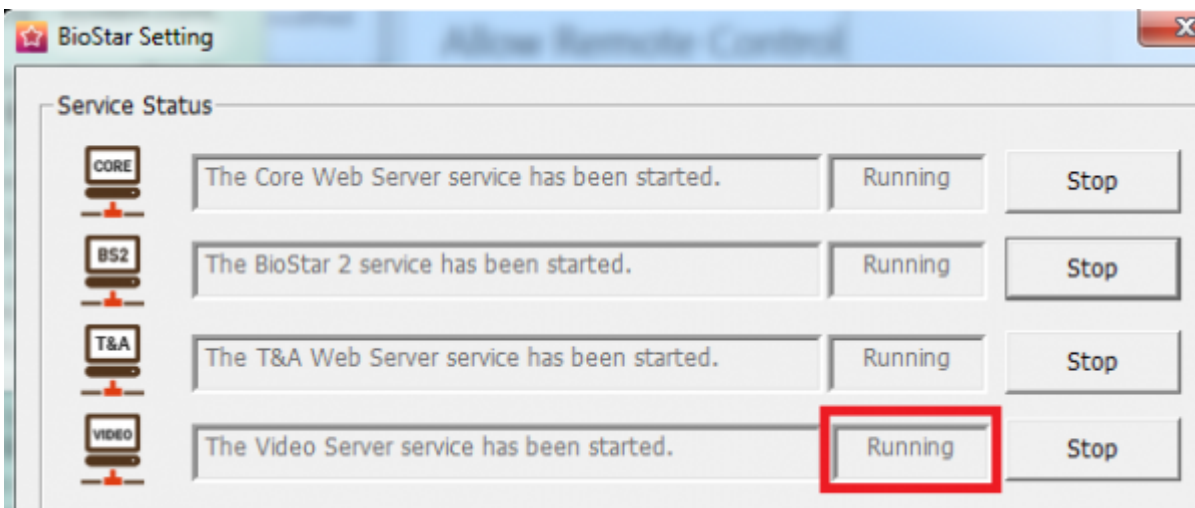 BioStar Setting
Allow Remote Control
Service Status
CORE
The Core Web Server service has been started.
Running
Stop
BS2
The BioStar 2 service has been started.
Running
Stop
T&A
The T&A Web Server service has been started.
Running
Stop
VIDEO
The Video Server service has been started.
Running
Stop